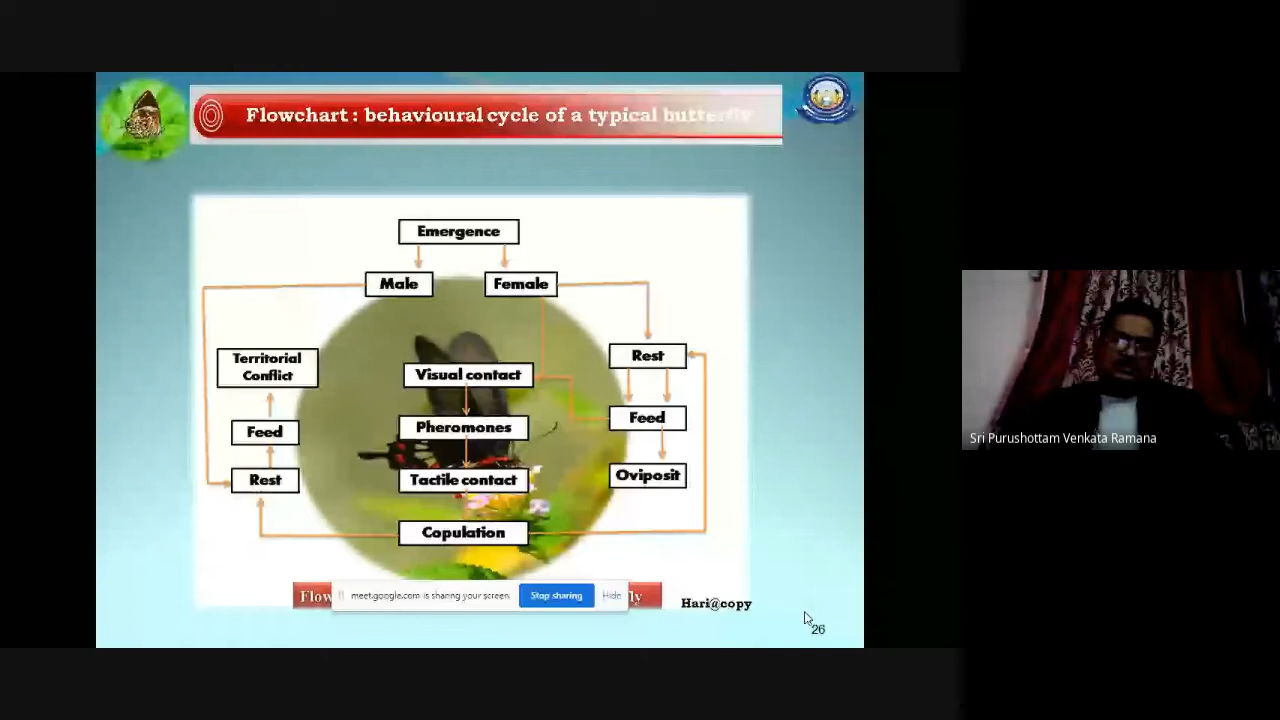 Flowchart : behavioural cycle of a typical butterfly
Emergence
Male
Female
Territorial
Conflict
Visual contact
Rest
Feed
Pheromones
Feed
Rest
Tactile contact
Oviposit
Copulation
meet.google.com is sharing your screen.
Stop sharing
Hide
Hari@copy
26
Sri Purushottam Venkata Ramana